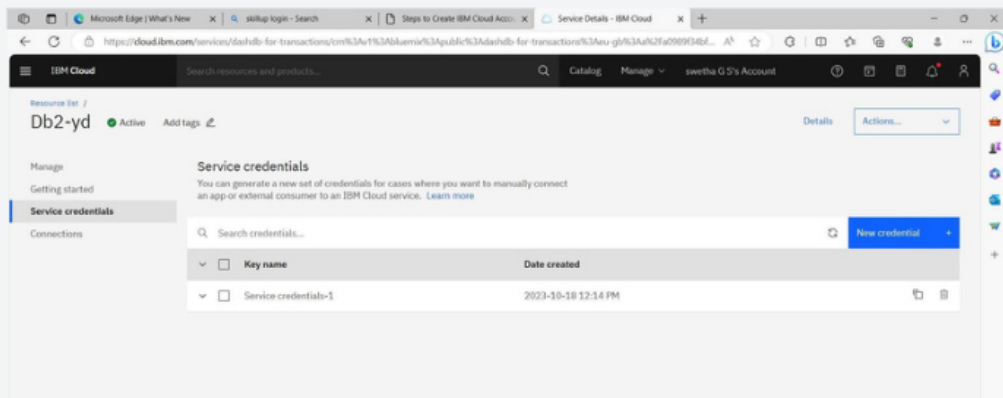 Microsoft Edge | What's New
skillup login - Search
Steps to Create IBM Cloud Accou
Service Details - IBM Cloud
IBM Cloud
Search resources and products...
Catalog
Manage
swetha G S's Account
Resource list /
Db2-yd
Active
Add tags
Details
Actions...
Manage
Getting started
Service credentials
Connections
Service credentials
You can generate a new set of credentials for cases where you want to manually connect
an app or external consumer to an IBM Cloud service. Learn more
Search credentials...
New credential +
Key name
Date created
Service credentials-1
2023-10-18 12:14 PM